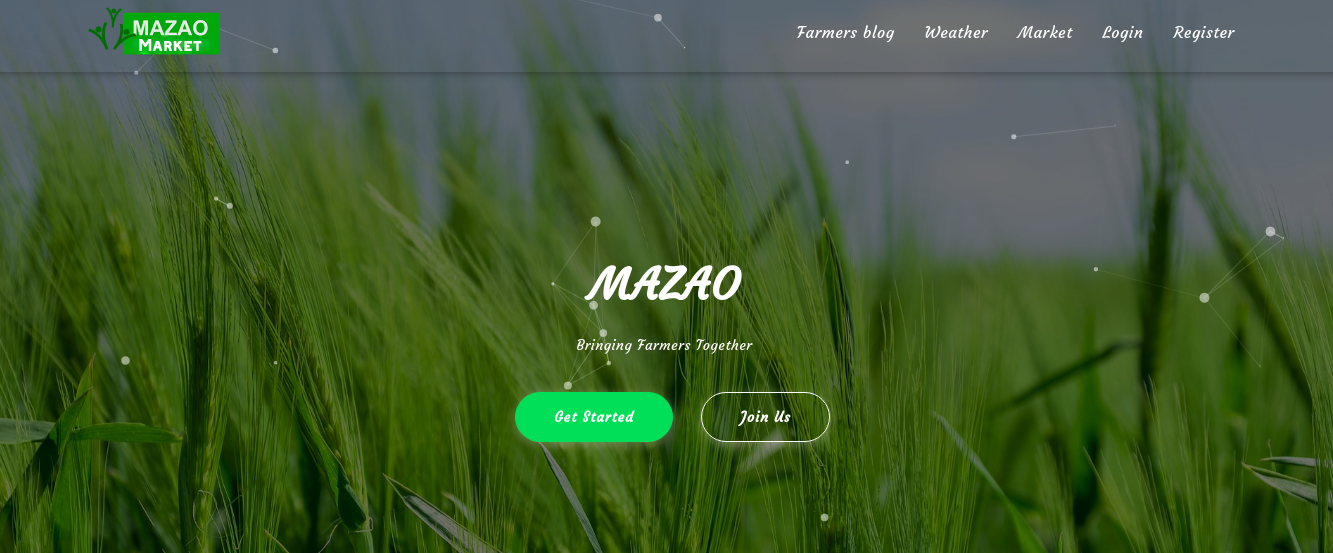 MAZAO
MARKET
Farmers blog
Weather
Market
Login
Register
MAZAO
Bringing Farmers Together
Get Started
Join Us